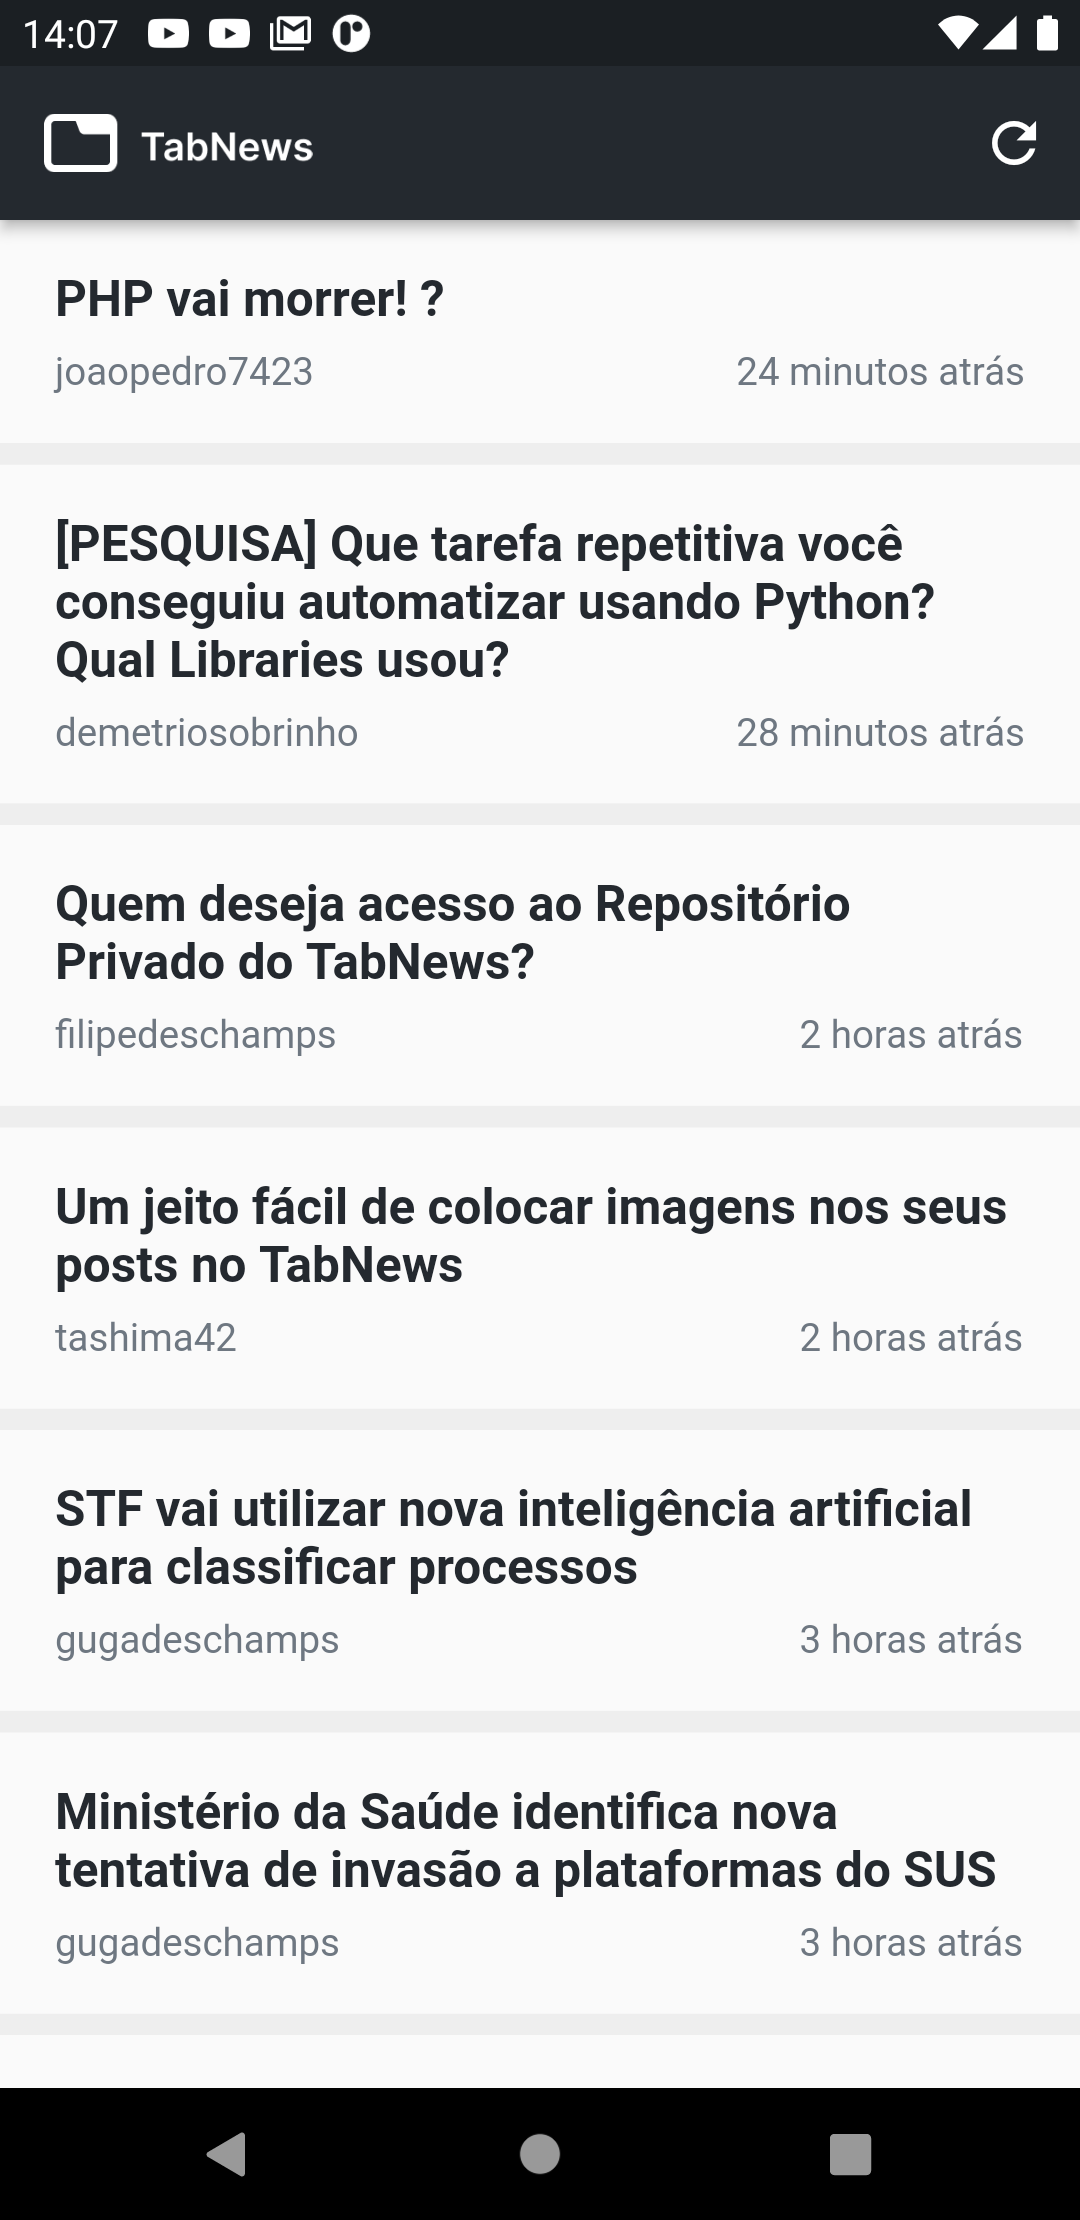 14:07
TabNews
PHP vai morrer! ?
joaopedro7423 24 minutos atrás
[PESQUISA] Que tarefa repetitiva você
conseguiu automatizar usando Python?
Qual Libraries usou?
demetriosobrinho 28 minutos atrás
Quem deseja acesso ao Repositório
Privado do TabNews?
filipedeschamps 2 horas atrás
Um jeito fácil de colocar imagens nos seus
posts no TabNews
tashima42 2 horas atrás
STF vai utilizar nova inteligência artificial
para classificar processos
gugadeschamps 3 horas atrás
Ministério da Saúde identifica nova
tentativa de invasão a plataformas do SUS
gugadeschamps 3 horas atrás